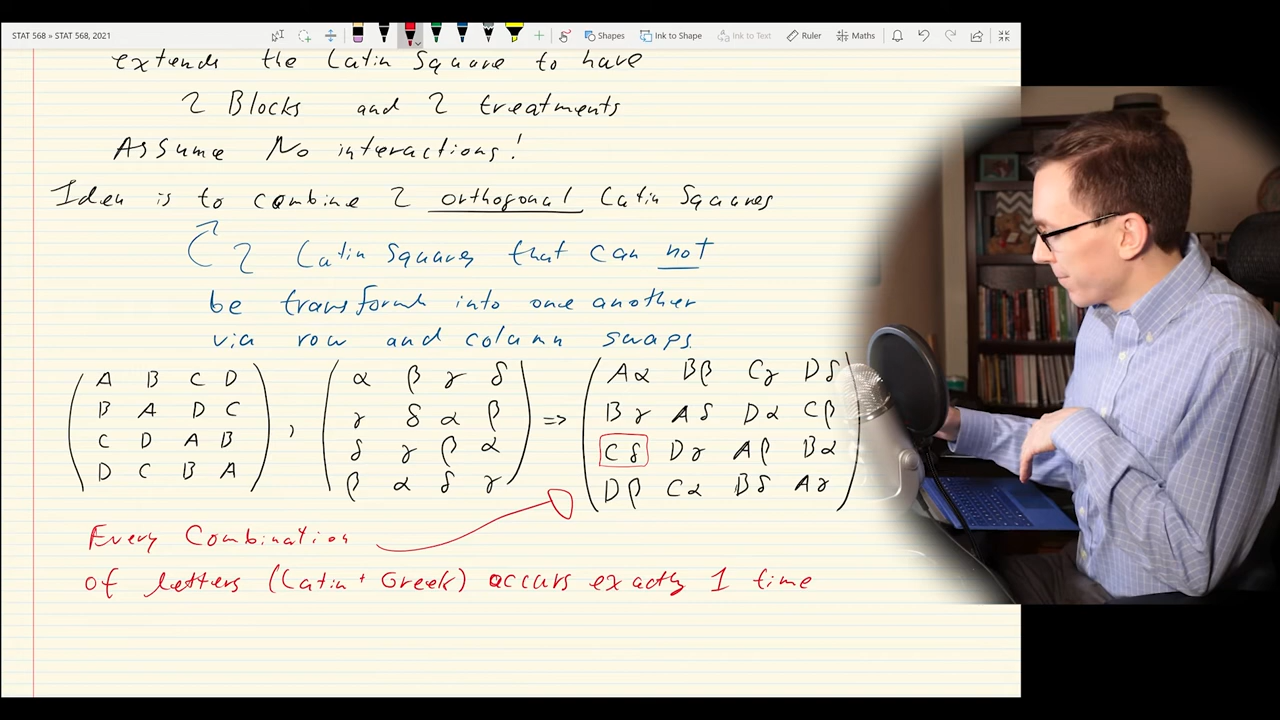 STAT 568 » STAT 568, 2021
Shapes
Ink to Shape
Ink to Text
Ruler
Maths
extends the Latin Square to have
2 Blocks and 2 treatments
Assume No interactions!
Idea is to combine 2 orthogonal Latin Squares
2 Latin Squares that can not
be transform into one another
via row and column swaps
A B C D
B A D C
C D A B
D C B A
,
α β γ δ
γ δ α β
δ γ β α
β α δ γ
=>
Aα Bβ Cγ Dδ
Bγ Aδ Dα Cβ
Cδ Dγ Aβ Bα
Dβ Cα Bδ Aγ
Every Combination
of letters (Latin + Greek) occurs exactly 1 time